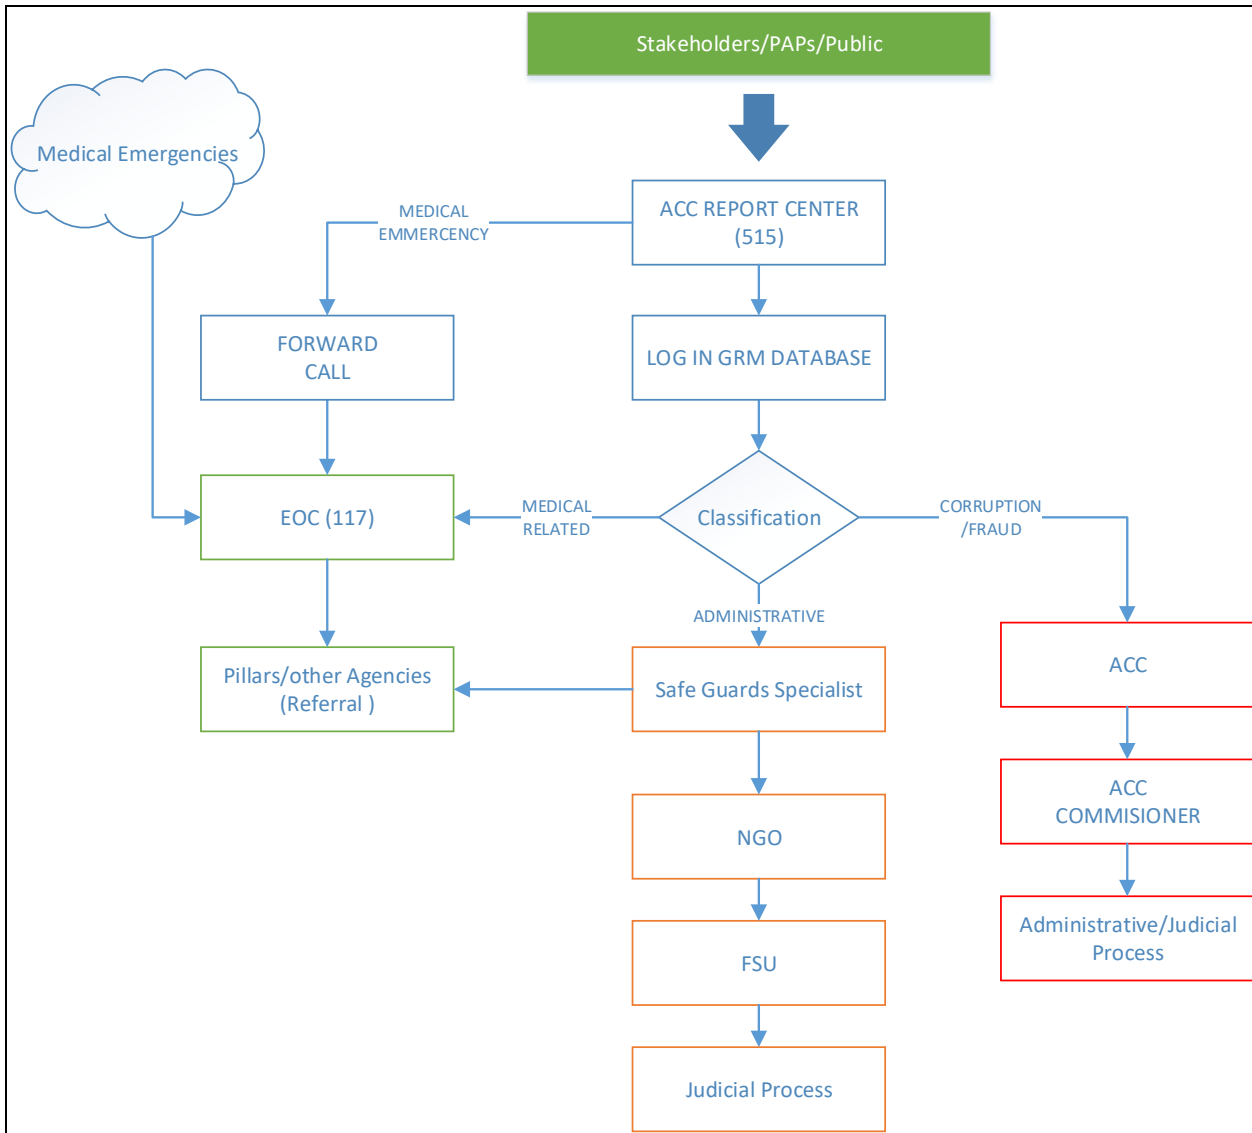 Stakeholders/PAPs/Public
Medical Emergencies
ACC REPORT CENTER
(515)
MEDICAL
EMMERCENCY
FORWARD
CALL
LOG IN GRM DATABASE
EOC (117)
MEDICAL
RELATED
Classification
CORRUPTION
/FRAUD
ADMINISTRATIVE
Pillars/other Agencies
(Referral )
Safe Guards Specialist
ACC
NGO
ACC
COMMISIONER
FSU
Administrative/Judicial
Process
Judicial Process